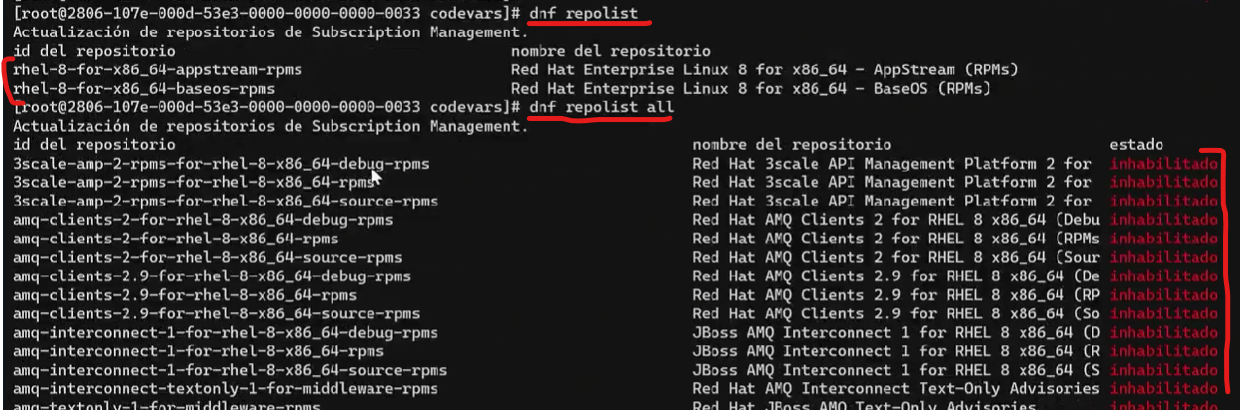 [root@2806-107e-000d-53e3-0000-0000-0000-0033 codevars]# dnf repolist
Actualización de repositorios de Subscription Management.
id del repositorio nombre del repositorio
rhel-8-for-x86_64-appstream-rpms Red Hat Enterprise Linux 8 for x86_64 - AppStream (RPMs)
rhel-8-for-x86_64-baseos-rpms Red Hat Enterprise Linux 8 for x86_64 - BaseOS (RPMs)
[root@2806-107e-000d-53e3-0000-0000-0000-0033 codevars]# dnf repolist all
Actualización de repositorios de Subscription Management.
id del repositorio nombre del repositorio estado
3scale-amp-2-rpms-for-rhel-8-x86_64-debug-rpms Red Hat 3scale API Management Platform 2 for inhabilitado
3scale-amp-2-rpms-for-rhel-8-x86_64-rpms Red Hat 3scale API Management Platform 2 for inhabilitado
3scale-amp-2-rpms-for-rhel-8-x86_64-source-rpms Red Hat 3scale API Management Platform 2 for inhabilitado
amq-clients-2-for-rhel-8-x86_64-debug-rpms Red Hat AMQ Clients 2 for RHEL 8 x86_64 (Debu inhabilitado
amq-clients-2-for-rhel-8-x86_64-rpms Red Hat AMQ Clients 2 for RHEL 8 x86_64 (RPMs inhabilitado
amq-clients-2-for-rhel-8-x86_64-source-rpms Red Hat AMQ Clients 2 for RHEL 8 x86_64 (Sour inhabilitado
amq-clients-2.9-for-rhel-8-x86_64-debug-rpms Red Hat AMQ Clients 2.9 for RHEL 8 x86_64 (De inhabilitado
amq-clients-2.9-for-rhel-8-x86_64-rpms Red Hat AMQ Clients 2.9 for RHEL 8 x86_64 (RP inhabilitado
amq-clients-2.9-for-rhel-8-x86_64-source-rpms Red Hat AMQ Clients 2.9 for RHEL 8 x86_64 (So inhabilitado
amq-interconnect-1-for-rhel-8-x86_64-debug-rpms JBoss AMQ Interconnect 1 for RHEL 8 x86_64 (D inhabilitado
amq-interconnect-1-for-rhel-8-x86_64-rpms JBoss AMQ Interconnect 1 for RHEL 8 x86_64 (R inhabilitado
amq-interconnect-1-for-rhel-8-x86_64-source-rpms JBoss AMQ Interconnect 1 for RHEL 8 x86_64 (S inhabilitado
amq-interconnect-textonly-1-for-middleware-rpms Red Hat AMQ Interconnect Text-Only Advisories inhabilitado
amq-textonly-1-for-middleware-rpms Red Hat JBoss AMQ Text-Only Advisories inhabilitado